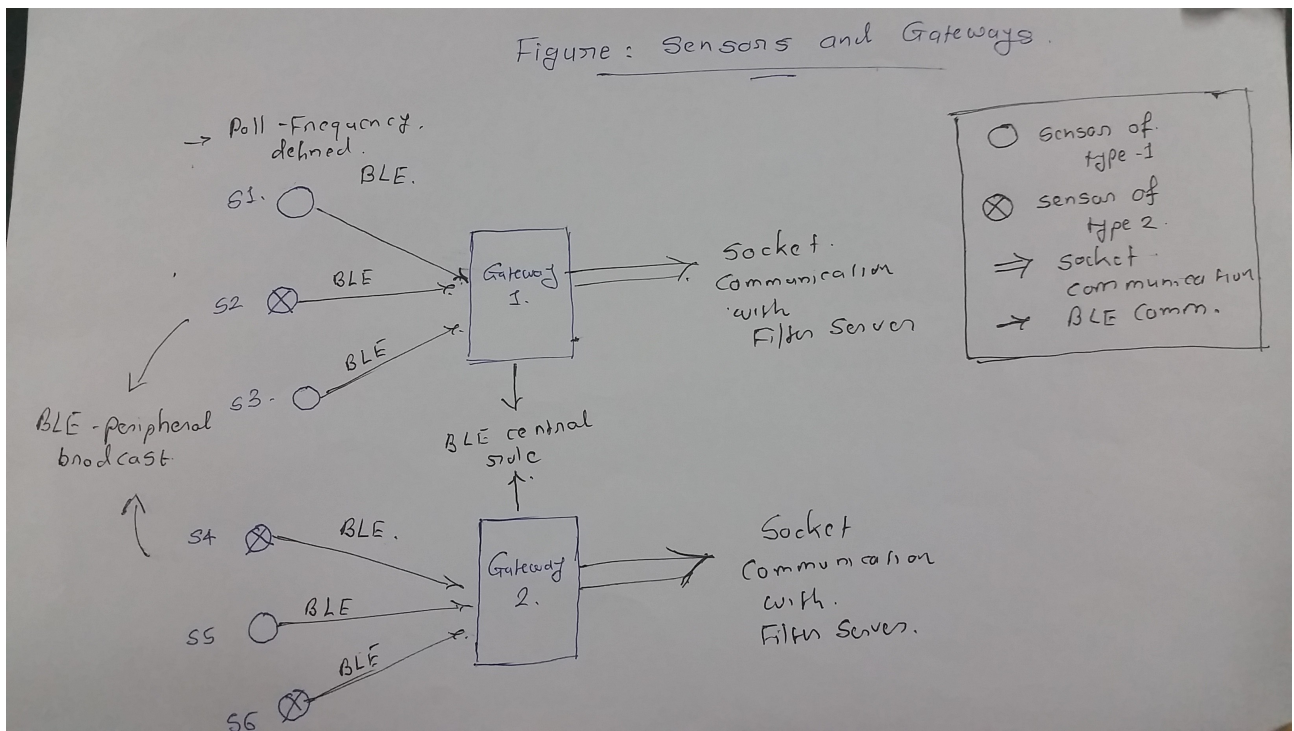 Figure: Sensors and Gateways.
→ Poll-Frequency.
defined.
BLE.
S1.
BLE
S2
BLE
S3.
Gateway
1.
Socket.
Communication
with
Filter Server
BLE-peripheral
brodcast.
BLE central
role
S4
BLE.
S5
BLE
S6
BLE
Gateway
2.
Socket
Communication
with.
Filter Server.
Sensor of.
type-1
sensor of
type 2.
⇒ socket
communication
→ BLE Comm.